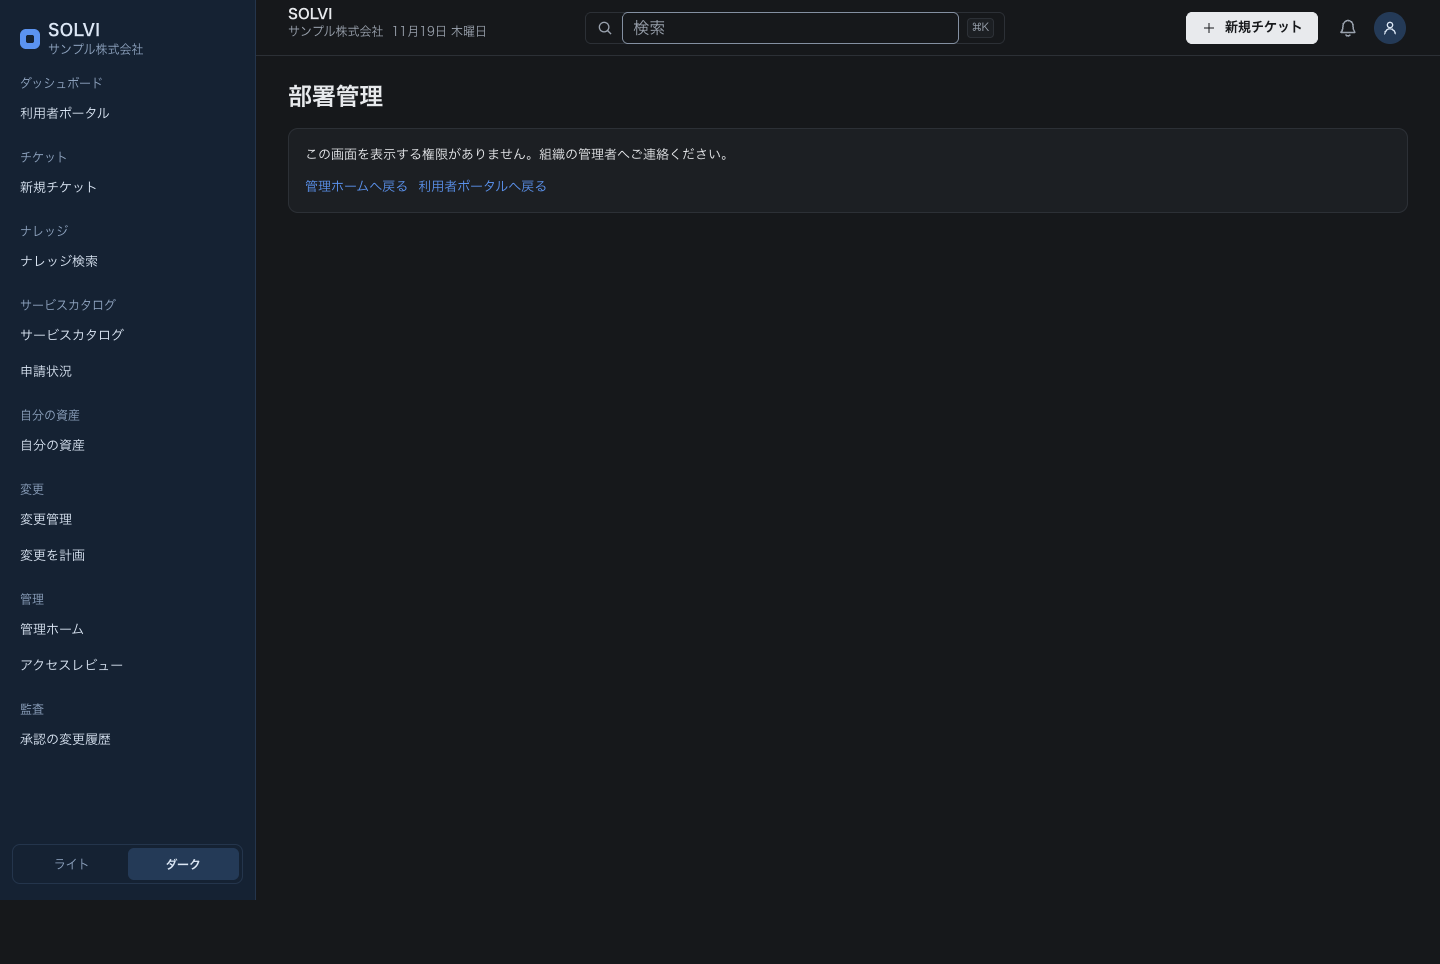 SOLVI
サンプル株式会社
ダッシュボード
利用者ポータル
チケット
新規チケット
ナレッジ
ナレッジ検索
サービスカタログ
サービスカタログ
申請状況
自分の資産
自分の資産
変更
変更管理
変更を計画
管理
管理ホーム
アクセスレビュー
監査
承認の変更履歴
ライト
ダーク
SOLVI
サンプル株式会社 11月19日 木曜日
検索
⌘K
新規チケット
部署管理
この画面を表示する権限がありません。組織の管理者へご連絡ください。
管理ホームへ戻る 利用者ポータルへ戻る